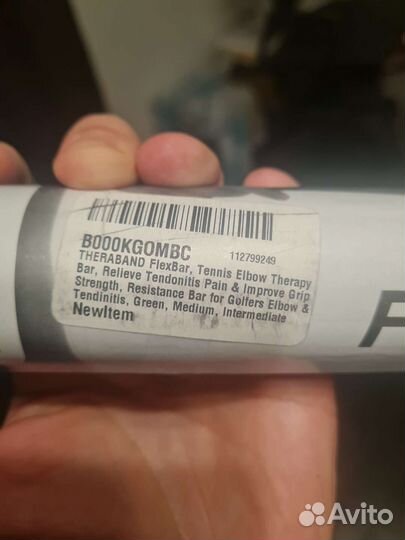 B000KGOMBC 112799249
THERABAND FlexBar, Tennis Elbow Therapy
Bar, Relieve Tendonitis Pain & Improve Grip
Strength, Resistance Bar for Golfers Elbow &
Tendinitis, Green, Medium, Intermediate
NewItem
F
Avito